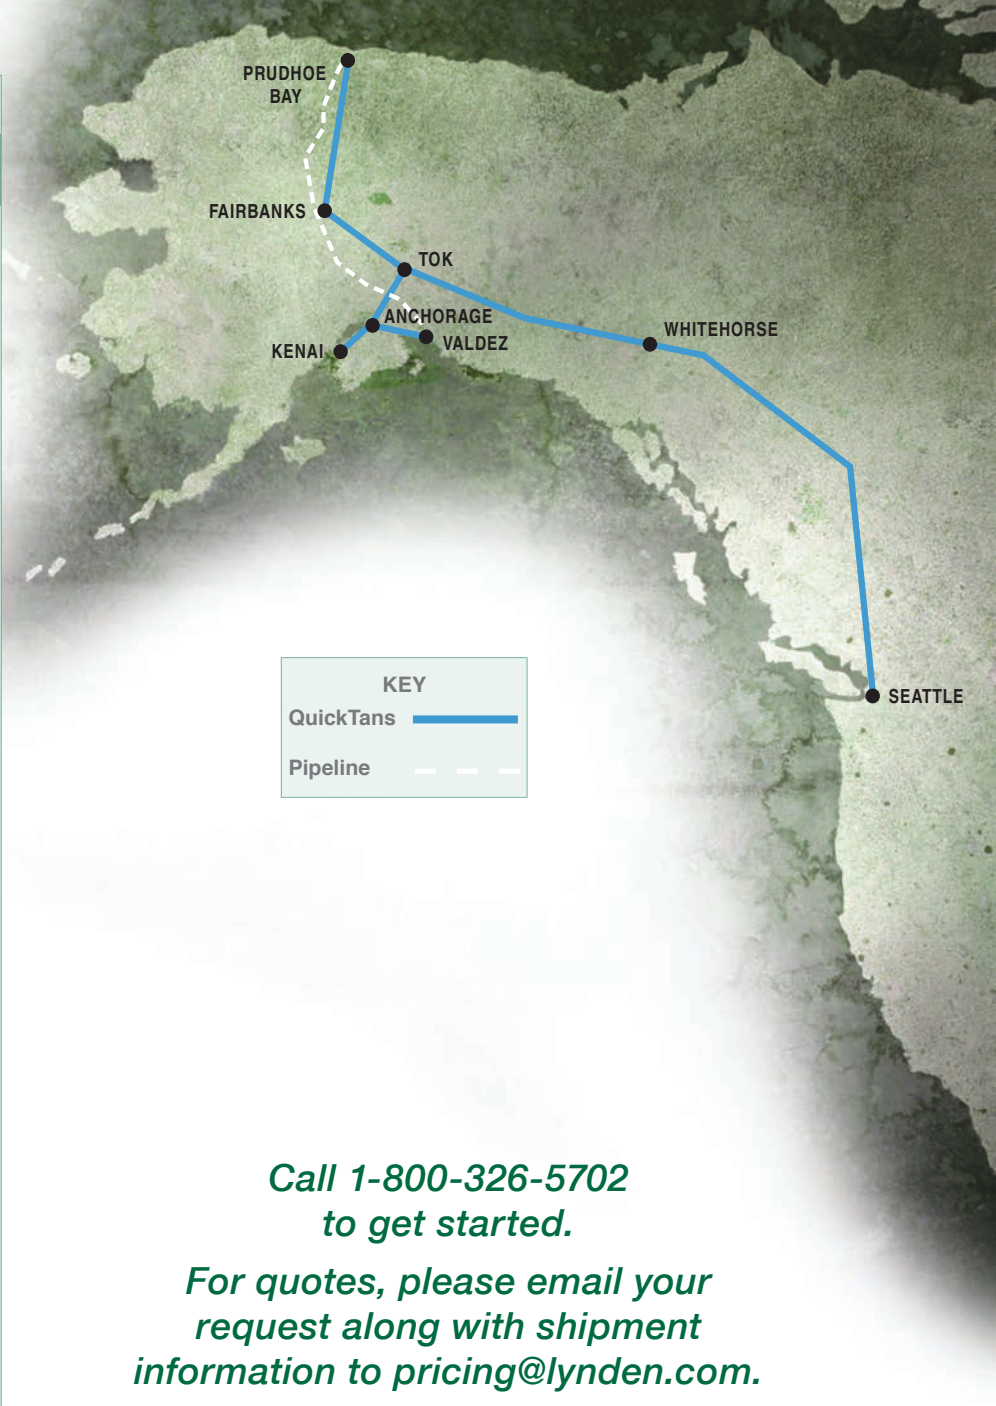 PRUDHOE
BAY
FAIRBANKS
TOK
ANCHORAGE
WHITEHORSE
VALDEZ
KENAI
SEATTLE
KEY
QuickTans
Pipeline
Call 1-800-326-5702
to get started.
For quotes, please email your
request along with shipment
information to pricing@lynden.com.